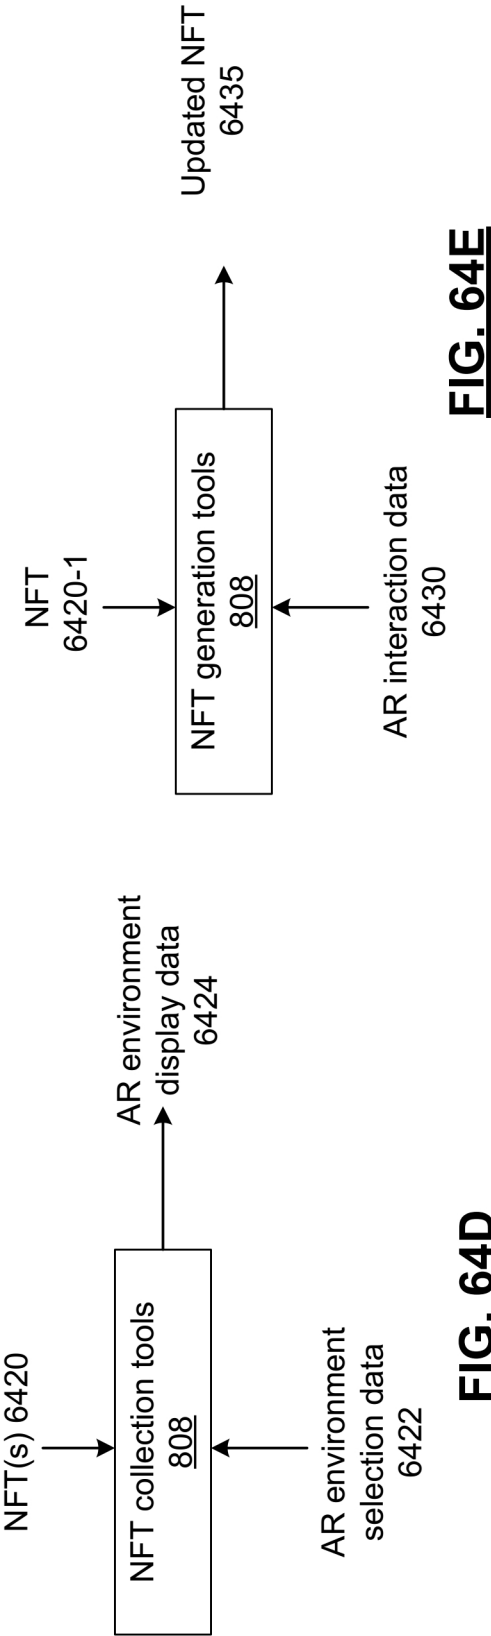 NFT(s) 6420
NFT collection tools
808
AR environment
selection data
6422
AR environment
display data
6424
FIG. 64D
NFT
6420-1
NFT generation tools
808
AR interaction data
6430
Updated NFT
6435
FIG. 64E